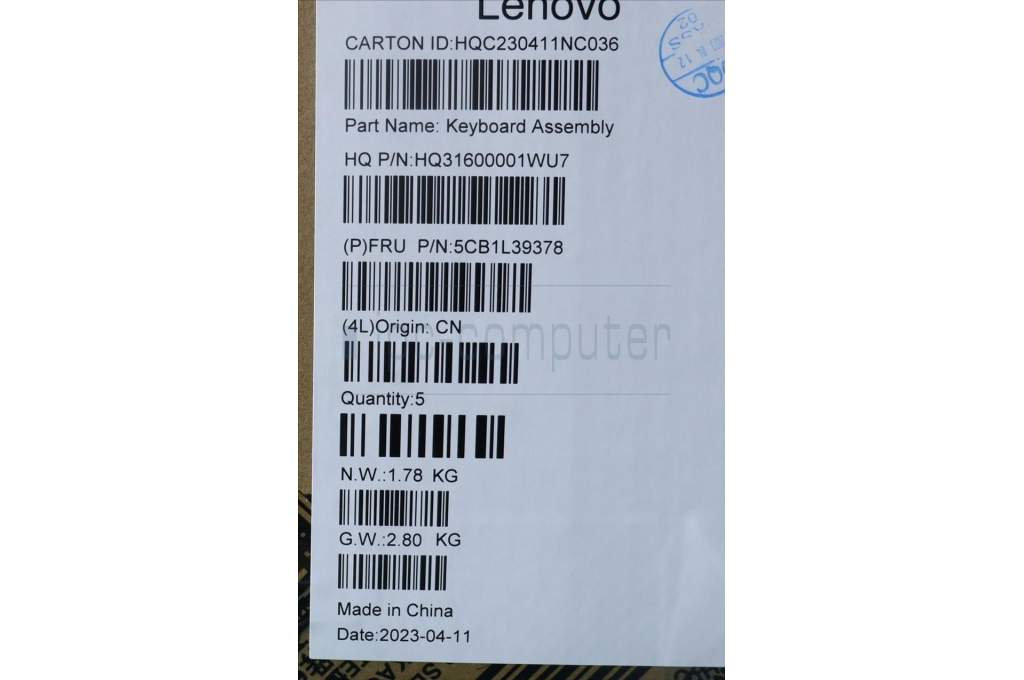 Lenovo
CARTON ID:HQC230411NC036
Part Name: Keyboard Assembly
HQ P/N:HQ31600001WU7
(P)FRU P/N:5CB1L39378
(4L)Origin: CN
computer
Quantity:5
N.W.:1.78 KG
G.W.:2.80 KG
Made in China
Date:2023-04-11